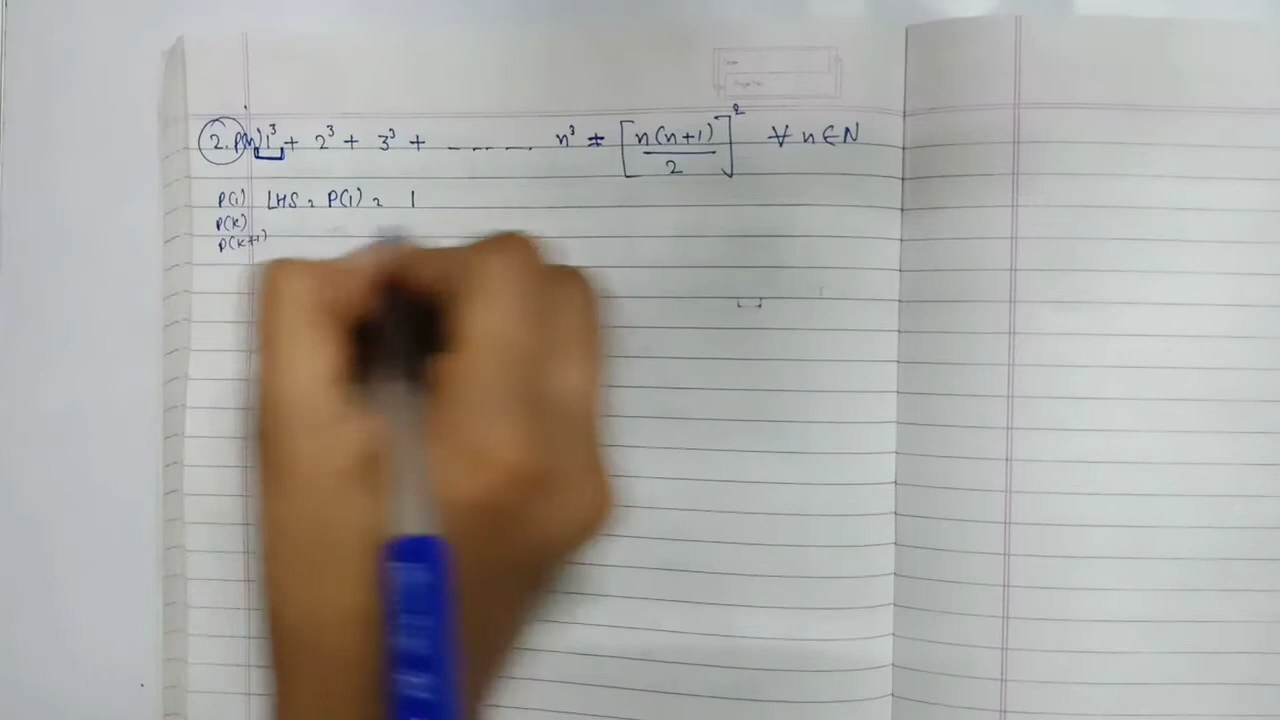 2. P(n) 1³ + 2³ + 3³ + _ _ _ _ _ n³ = [n(n+1)/2]² ∀ n ∈ N
P(1) LHS = P(1) = 1
P(k)
P(k+1)